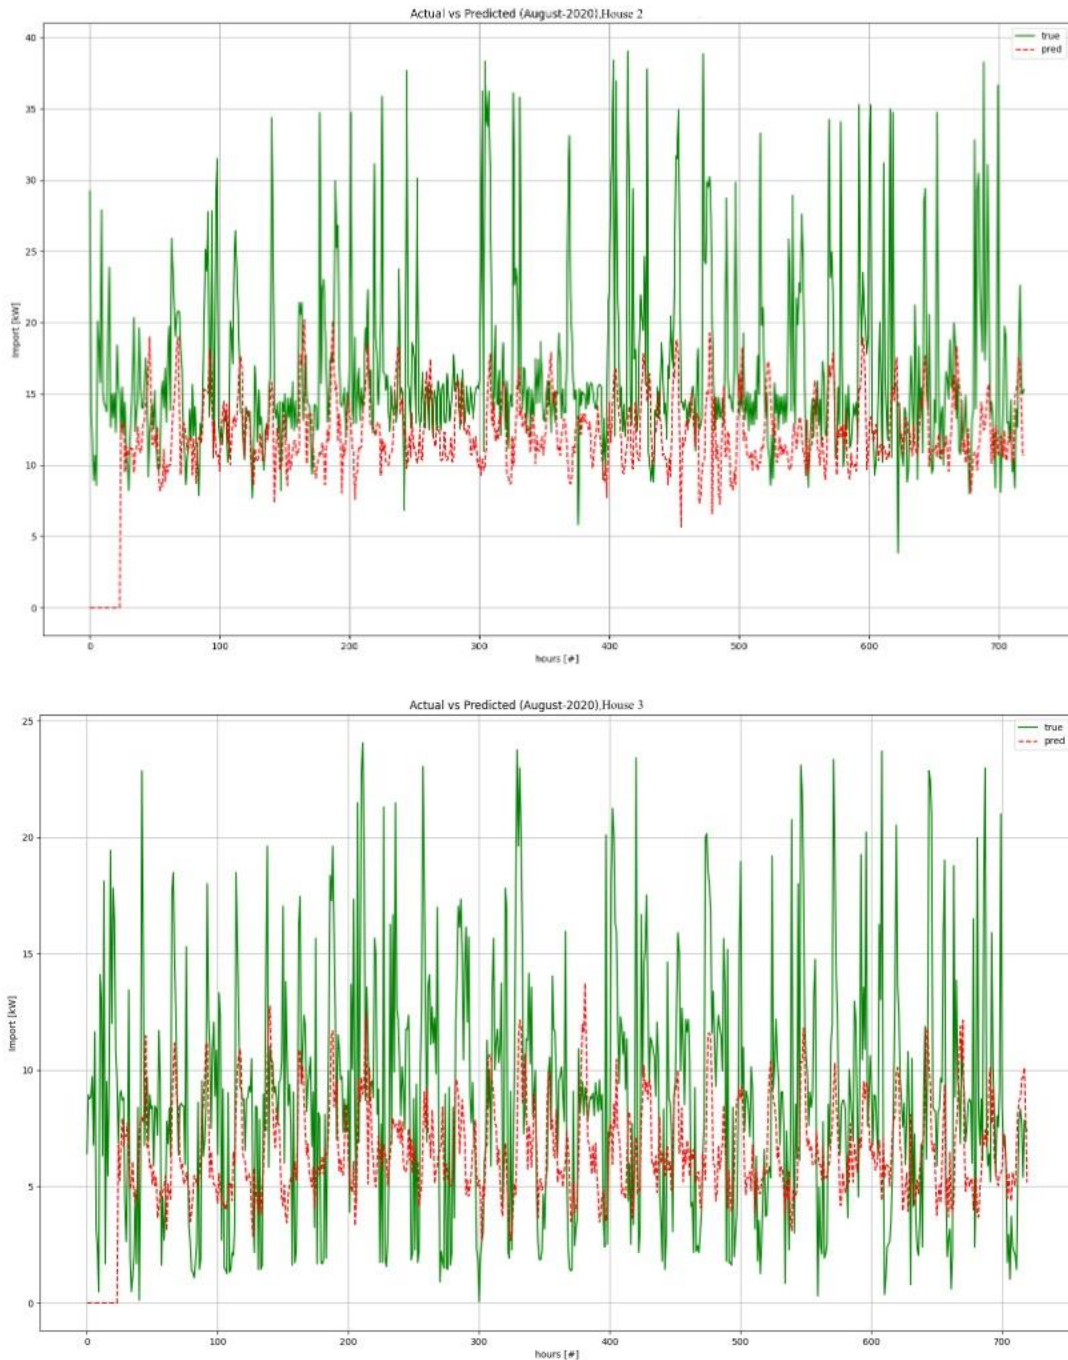 Actual vs Predicted (August-2020),House 2
true
pred
Import [kW]
40
35
30
25
20
15
10
5
0
0 100 200 300 400 500 600 700
hours [#]
Actual vs Predicted (August-2020),House 3
true
pred
Import [kW]
25
20
15
10
5
0
0 100 200 300 400 500 600 700
hours [#]